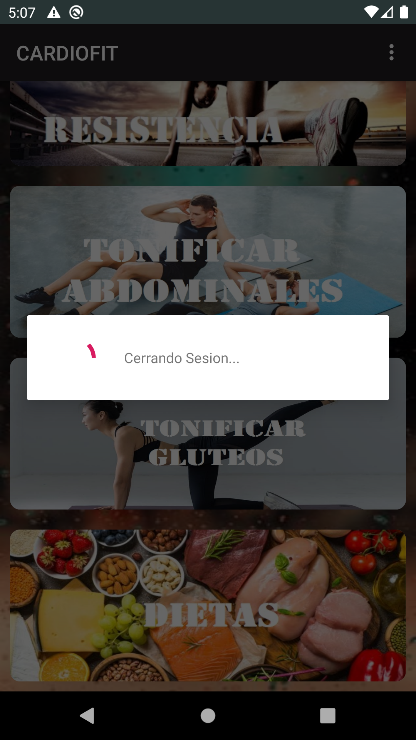 5:07
CARDIOFIT
RESISTENCIA
TONIFICAR
ABDOMINALES
Cerrando Sesion...
TONIFICAR
GLUTEOS
DIETAS